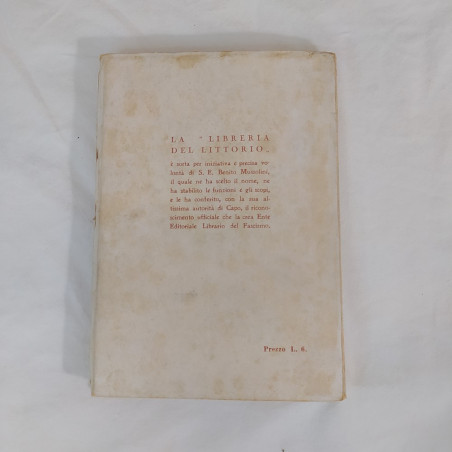 LA " LIBRERIA
DEL LITTORIO "
è sorta per iniziativa e precisa vo-
lontà di S. E. Benito Mussolini,
il quale ne ha scelto il nome, ne
ha stabilito le funzioni e gli scopi,
e le ha conferito, con la sua al-
tissima autorità di Capo, il ricono-
scimento ufficiale che la crea Ente
Editoriale Librario del Fascismo.
Prezzo L. 6.